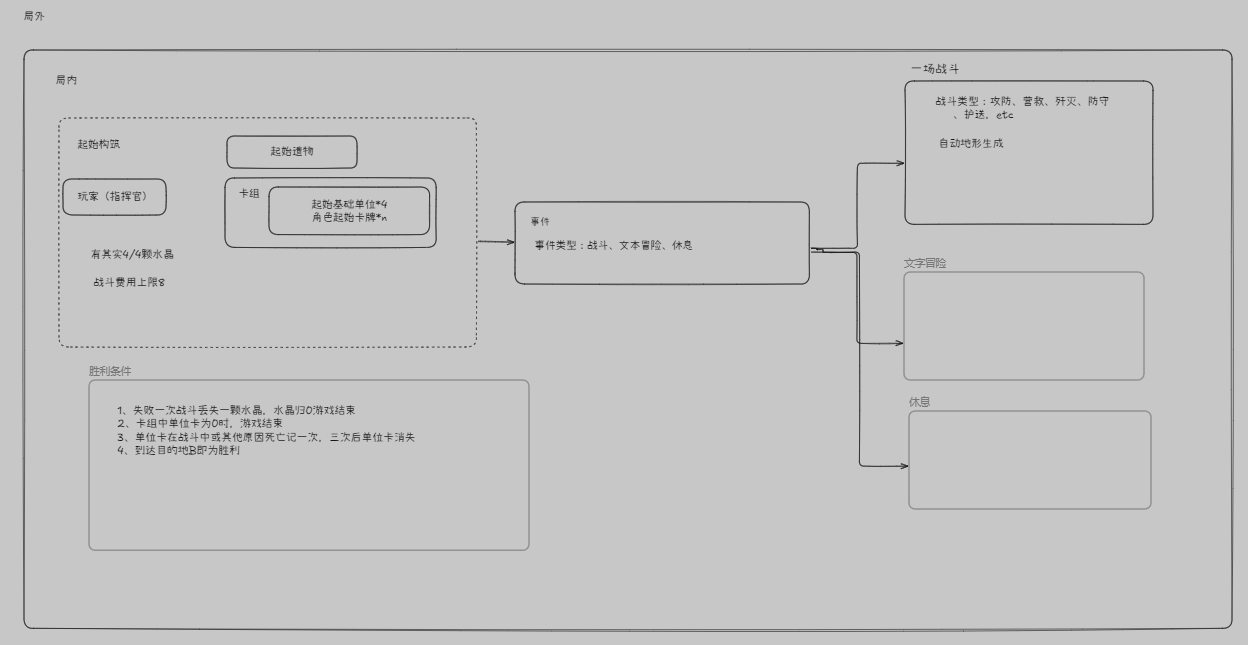 局外
局内
起始构筑
起始遗物
玩家（指挥官）
卡组
起始基础单位*4
角色起始卡牌*n
有其实4/4颗水晶
战斗费用上限8
事件
事件类型：战斗、文本冒险、休息
一场战斗
战斗类型：攻防、营救、歼灭、防守
、护送，etc
自动地形生成
文字冒险
休息
胜利条件
1、失败一次战斗丢失一颗水晶，水晶归0游戏结束
2、卡组中单位卡为0时，游戏结束
3、单位卡在战斗中或其他原因死亡记一次，三次后单位卡消失
4、到达目的地B即为胜利